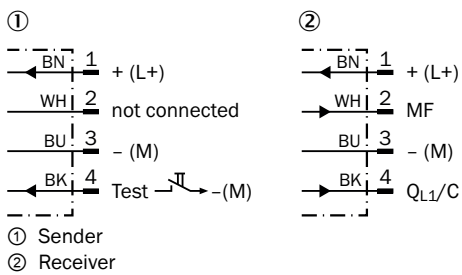 ① ②
BN 1 + (L+) BN 1 + (L+)
WH 2 not connected WH 2 MF
BU 3 – (M) BU 3 – (M)
BK 4 Test –(M) BK 4 QL1/C
① Sender
② Receiver